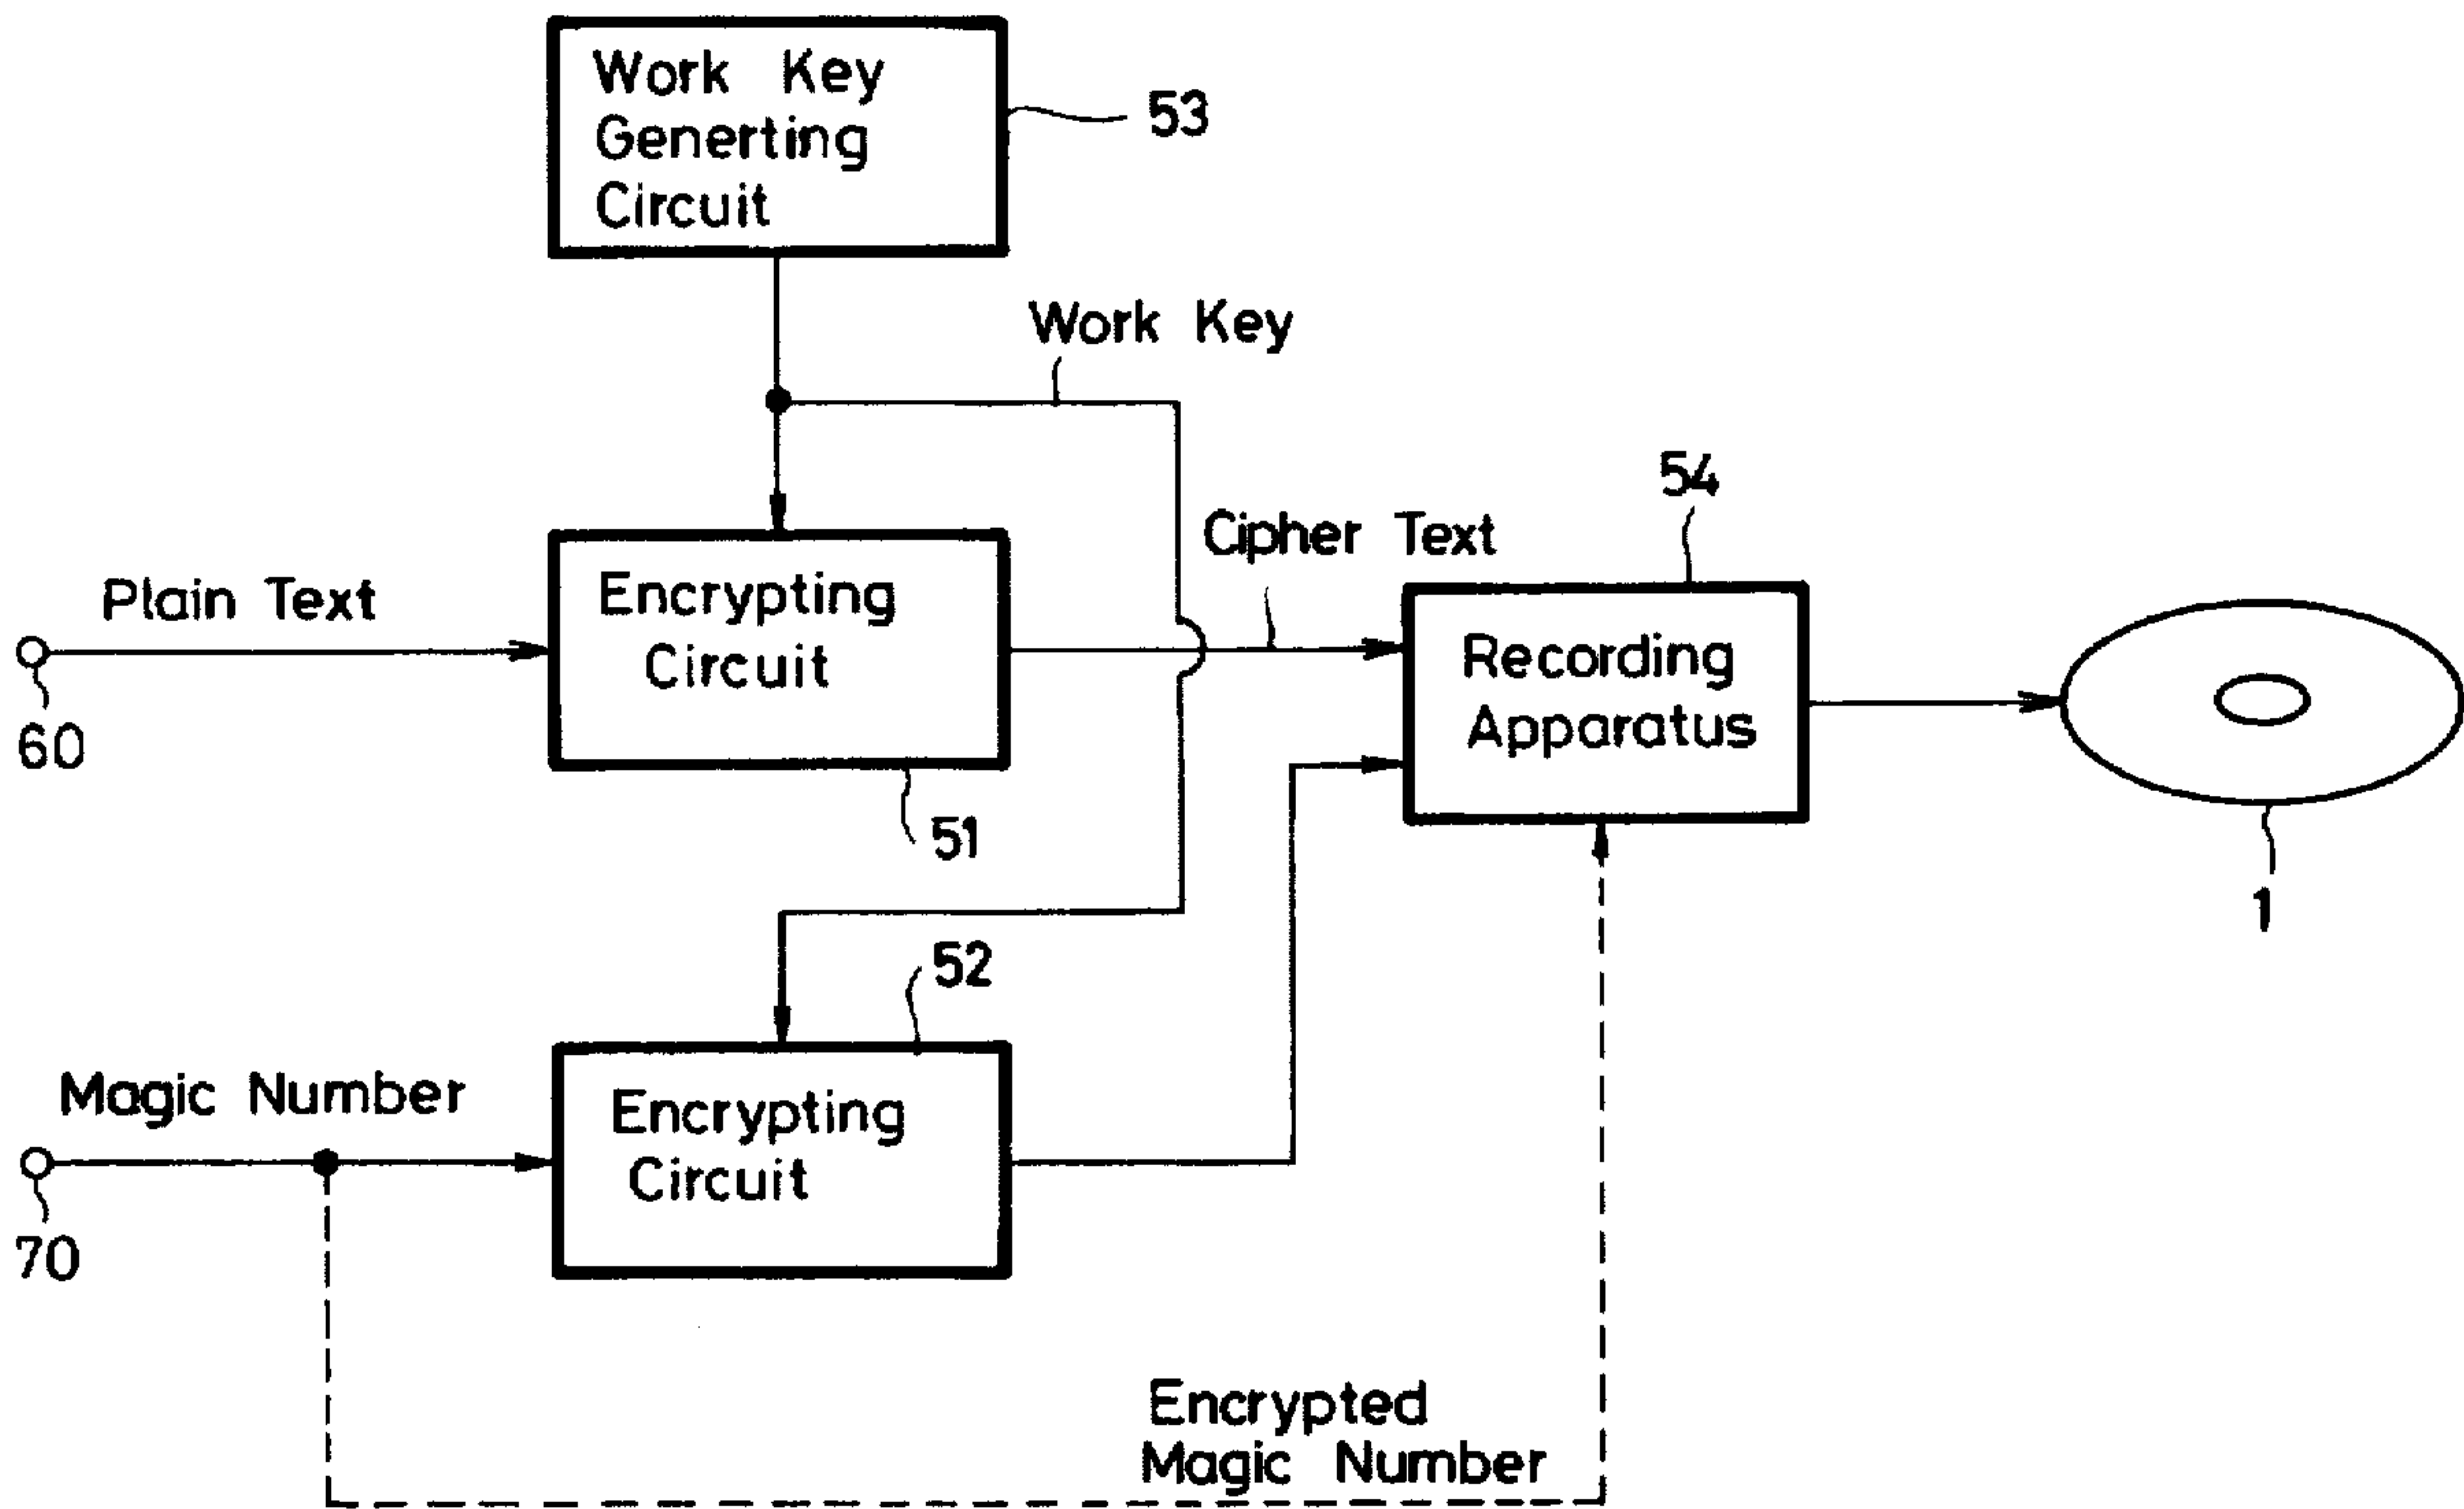 Work Key
Generting
Circuit
53
Work Key
54
Cipher Text
Plain Text
Encrypting
Circuit
Recording
Apparatus
60
51
1
52
Magic Number
Encrypting
Circuit
70
Encrypted
Magic Number